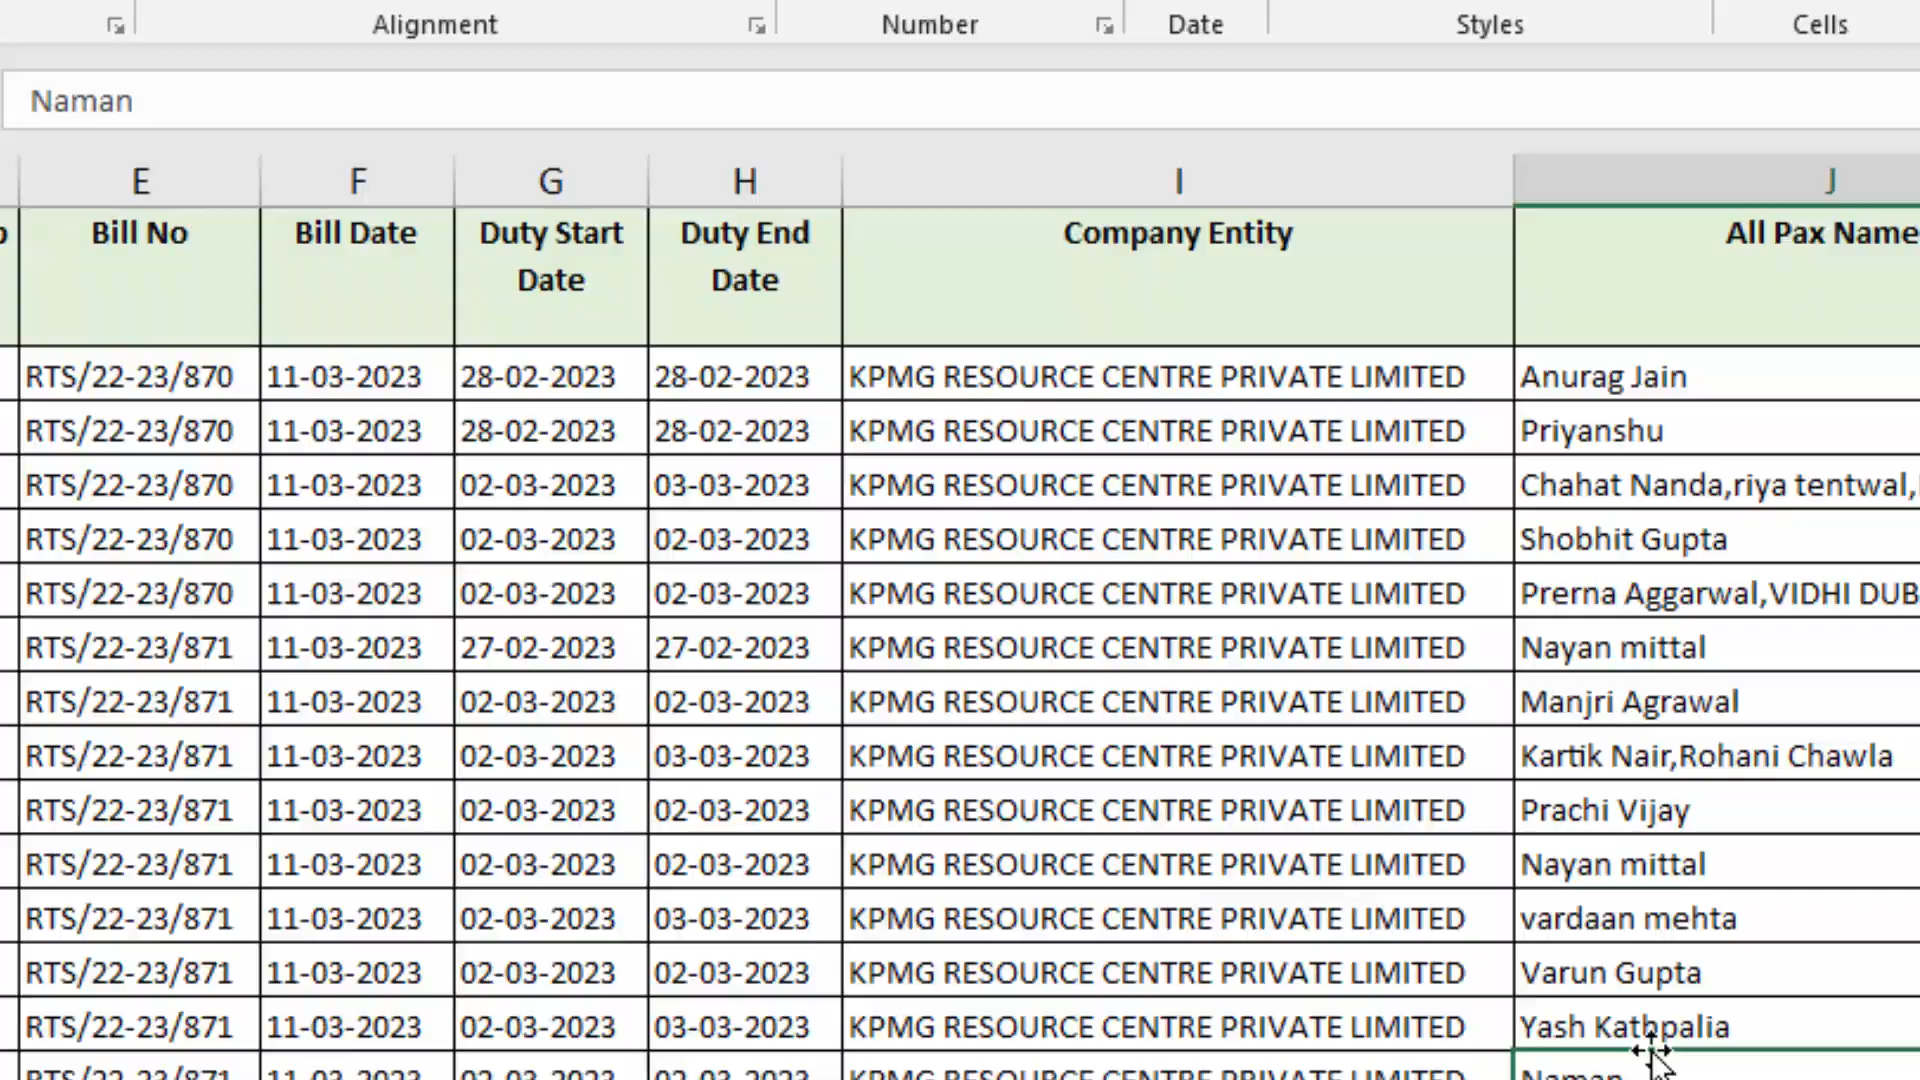 Alignment Number Date Styles Cells
Naman
E F G H I J
Bill No Bill Date Duty Start Date Duty End Date Company Entity All Pax Name
RTS/22-23/870 11-03-2023 28-02-2023 28-02-2023 KPMG RESOURCE CENTRE PRIVATE LIMITED Anurag Jain
RTS/22-23/870 11-03-2023 28-02-2023 28-02-2023 KPMG RESOURCE CENTRE PRIVATE LIMITED Priyanshu
RTS/22-23/870 11-03-2023 02-03-2023 03-03-2023 KPMG RESOURCE CENTRE PRIVATE LIMITED Chahat Nanda,riya tentwal,
RTS/22-23/870 11-03-2023 02-03-2023 02-03-2023 KPMG RESOURCE CENTRE PRIVATE LIMITED Shobhit Gupta
RTS/22-23/870 11-03-2023 02-03-2023 02-03-2023 KPMG RESOURCE CENTRE PRIVATE LIMITED Prerna Aggarwal,VIDHI DUB
RTS/22-23/871 11-03-2023 27-02-2023 27-02-2023 KPMG RESOURCE CENTRE PRIVATE LIMITED Nayan mittal
RTS/22-23/871 11-03-2023 02-03-2023 02-03-2023 KPMG RESOURCE CENTRE PRIVATE LIMITED Manjri Agrawal
RTS/22-23/871 11-03-2023 02-03-2023 03-03-2023 KPMG RESOURCE CENTRE PRIVATE LIMITED Kartik Nair,Rohani Chawla
RTS/22-23/871 11-03-2023 02-03-2023 02-03-2023 KPMG RESOURCE CENTRE PRIVATE LIMITED Prachi Vijay
RTS/22-23/871 11-03-2023 02-03-2023 02-03-2023 KPMG RESOURCE CENTRE PRIVATE LIMITED Nayan mittal
RTS/22-23/871 11-03-2023 02-03-2023 03-03-2023 KPMG RESOURCE CENTRE PRIVATE LIMITED vardaan mehta
RTS/22-23/871 11-03-2023 02-03-2023 02-03-2023 KPMG RESOURCE CENTRE PRIVATE LIMITED Varun Gupta
RTS/22-23/871 11-03-2023 02-03-2023 03-03-2023 KPMG RESOURCE CENTRE PRIVATE LIMITED Yash Kathpalia
RTS/22-23/871 11-03-2023 02-03-2023 02-03-2023 KPMG RESOURCE CENTRE PRIVATE LIMITED Naman